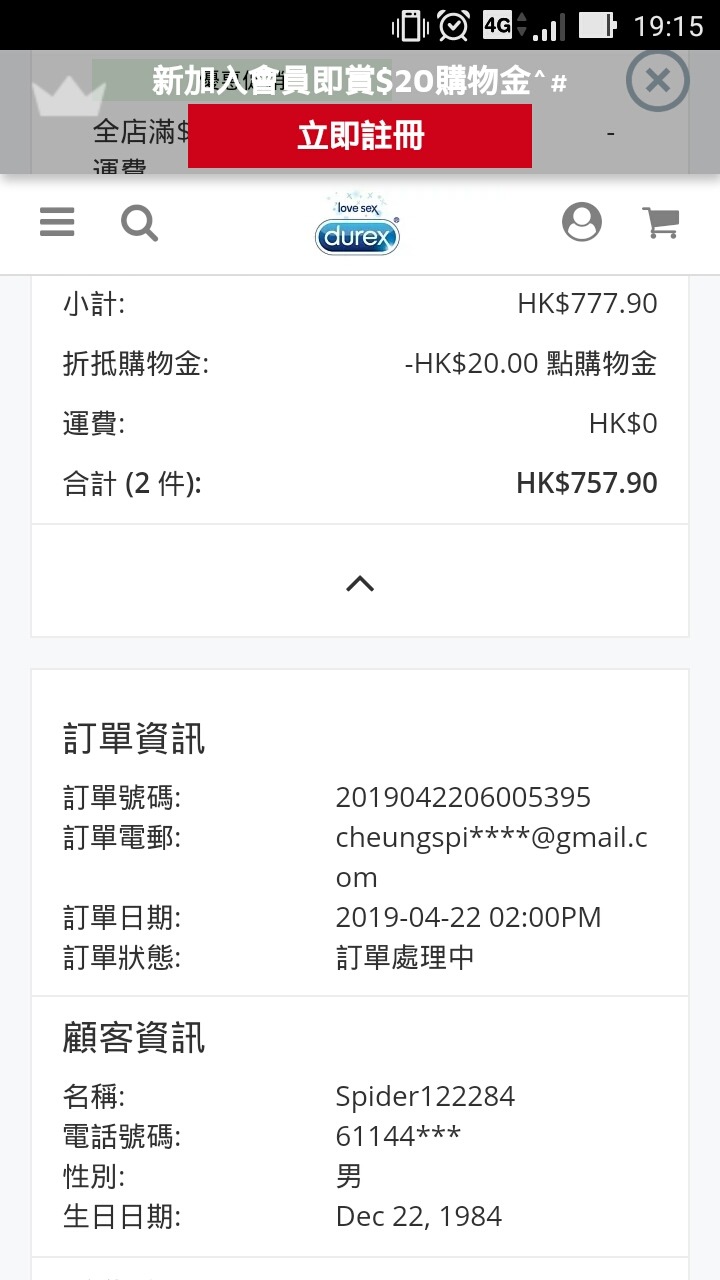 4G 19:15
新加入會員即賞$20購物金^#
全店滿$
立即註冊
-
運費
love sex
durex®
小計: HK$777.90
折抵購物金: -HK$20.00 點購物金
運費: HK$0
合計 (2 件): HK$757.90
訂單資訊
訂單號碼: 2019042206005395
訂單電郵: cheungspi****@gmail.c
om
訂單日期: 2019-04-22 02:00PM
訂單狀態: 訂單處理中
顧客資訊
名稱: Spider122284
電話號碼: 61144***
性別: 男
生日日期: Dec 22, 1984